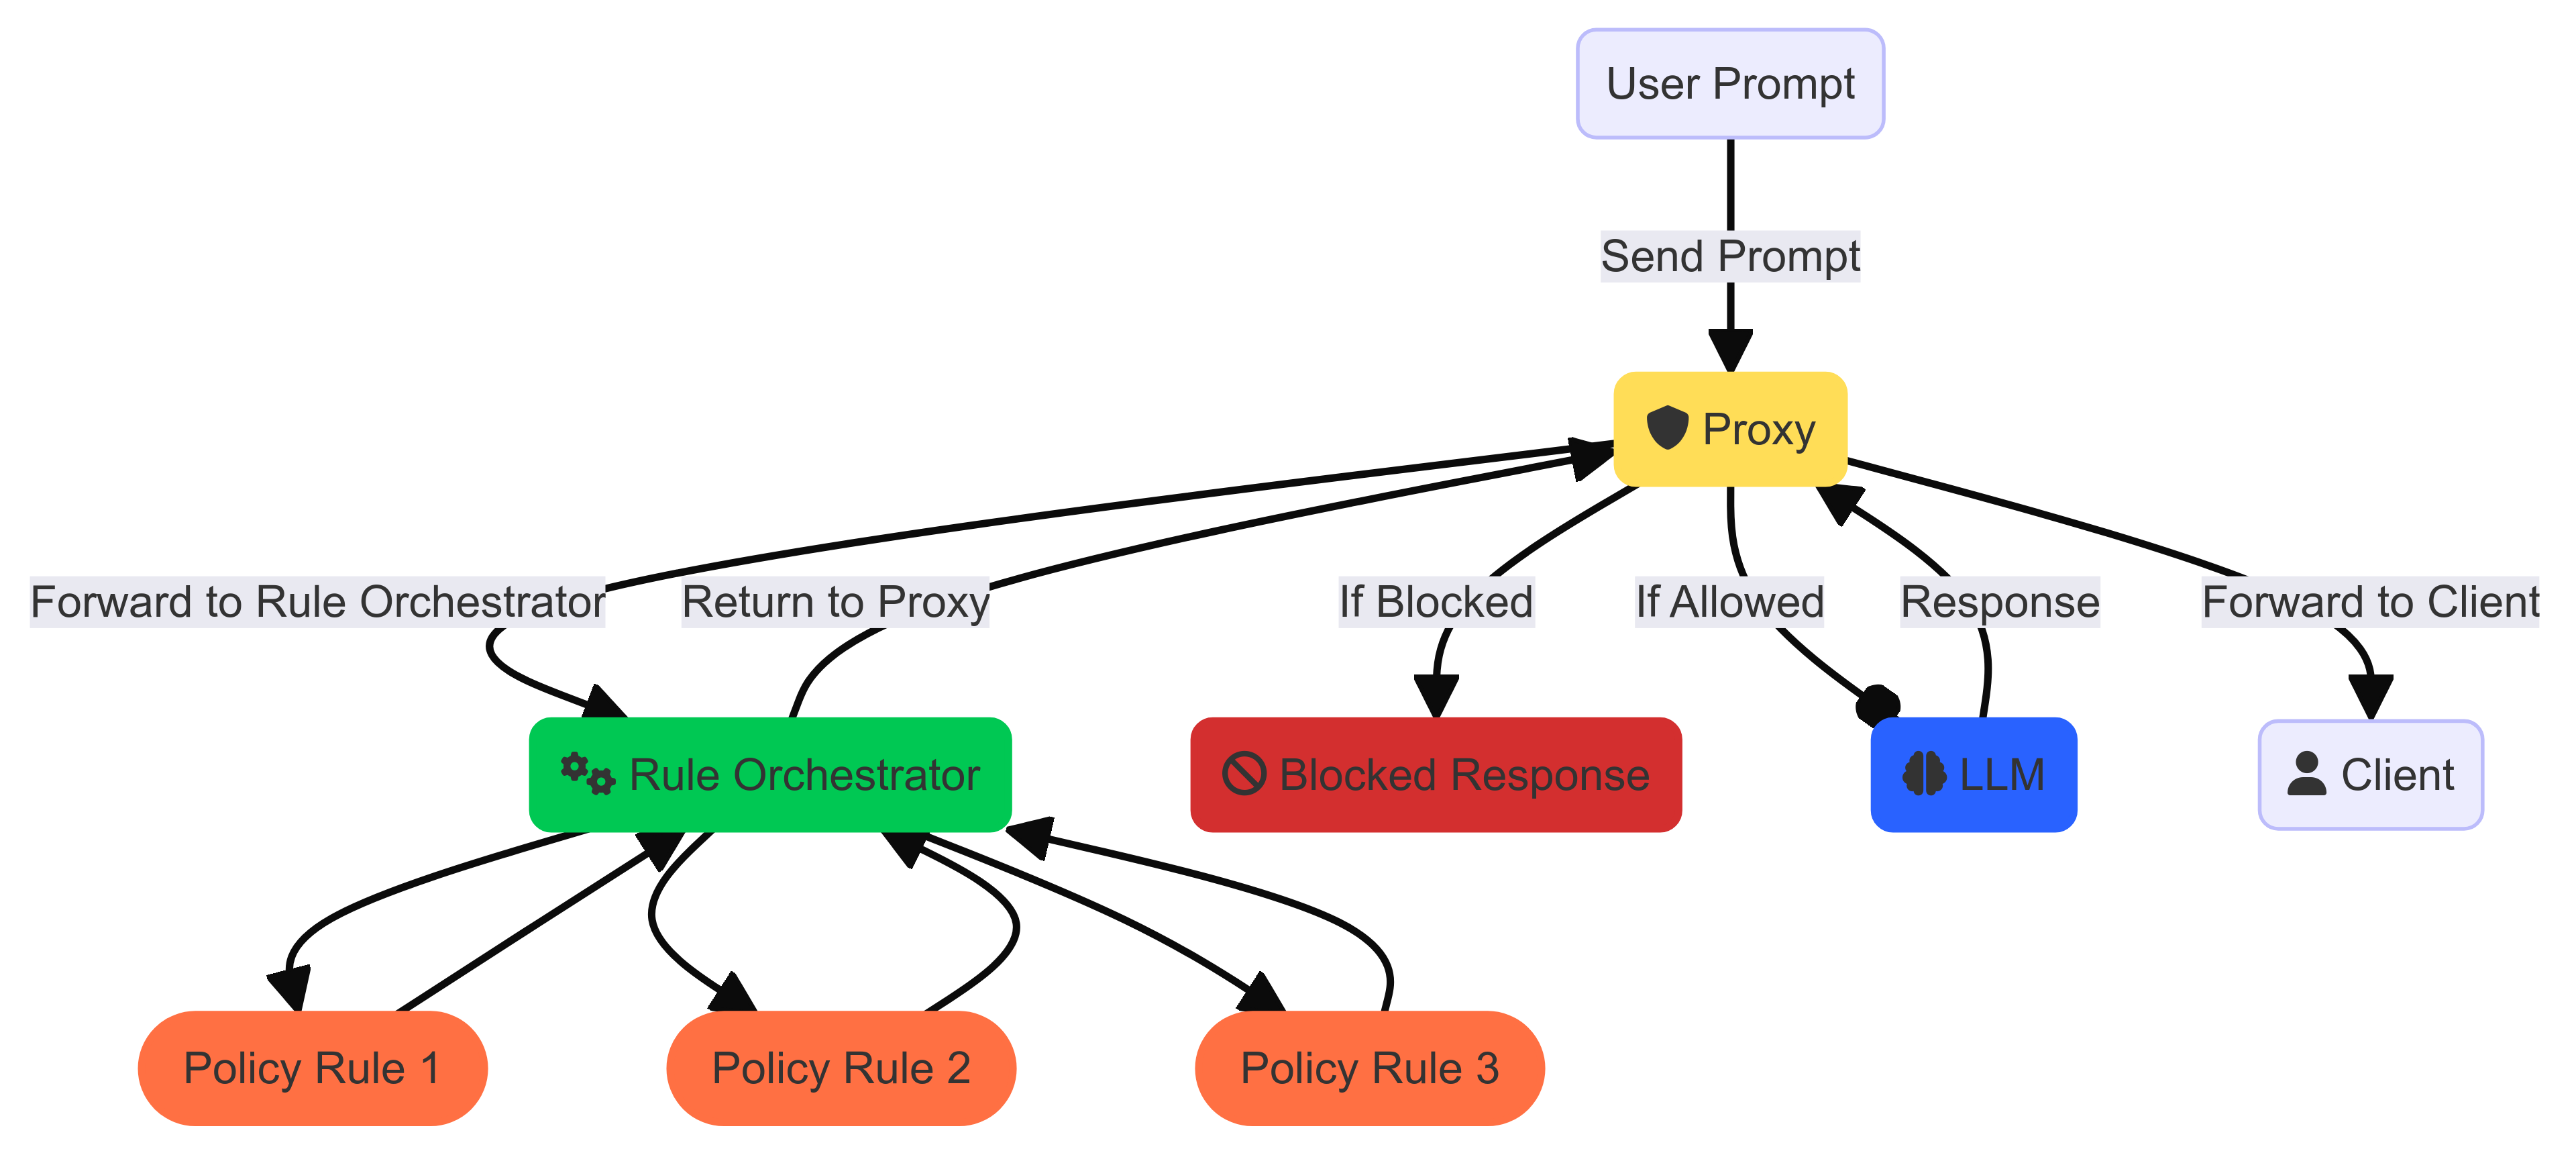 User Prompt
Send Prompt
Proxy
Forward to Rule Orchestrator
Return to Proxy
If Blocked
If Allowed
Response
Forward to Client
Rule Orchestrator
Blocked Response
LLM
Client
Policy Rule 1
Policy Rule 2
Policy Rule 3